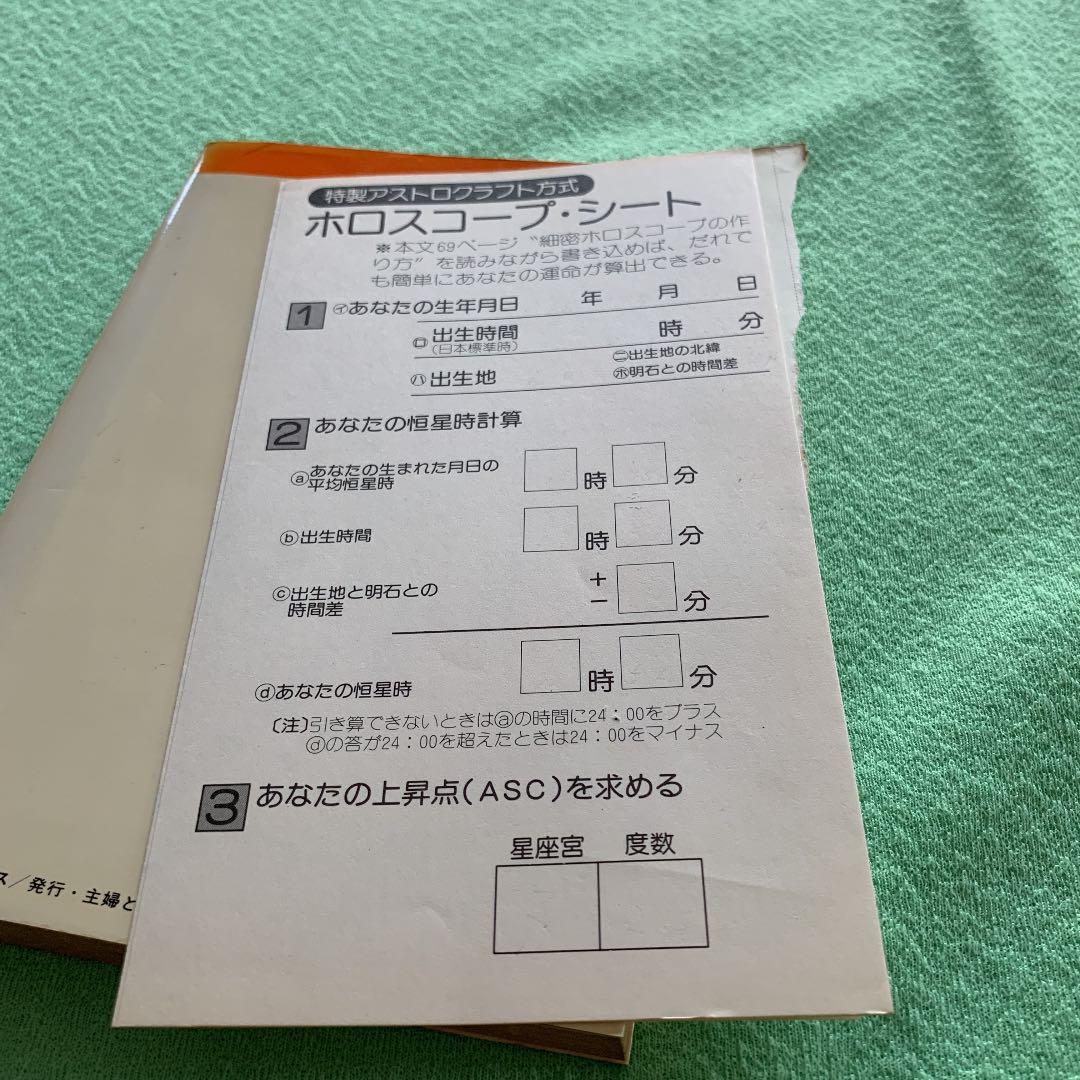 特製アストロクラフト方式
ホロスコープ・シート
※本文69ページ“細密ホロスコープの作
り方”を読みながら書き込めば、だれで
も簡単にあなたの運命が算出できる。
1 ㋑あなたの生年月日 年 月 日
㋺出生時間 時 分
(日本標準時)
㋩出生地
㊁出生地の北緯
㋭明石との時間差
2 あなたの恒星時計算
ⓐあなたの生まれた月日の
平均恒星時 時 分
ⓑ出生時間 時 分
ⓒ出生地と明石との
時間差 + − 分
ⓓあなたの恒星時 時 分
〔注〕引き算できないときはⓐの時間に24：00をプラス
ⓓの答が24：00を超えたときは24：00をマイナス
3 あなたの上昇点(ASC)を求める
星座宮 度数
ス／発行・主婦と